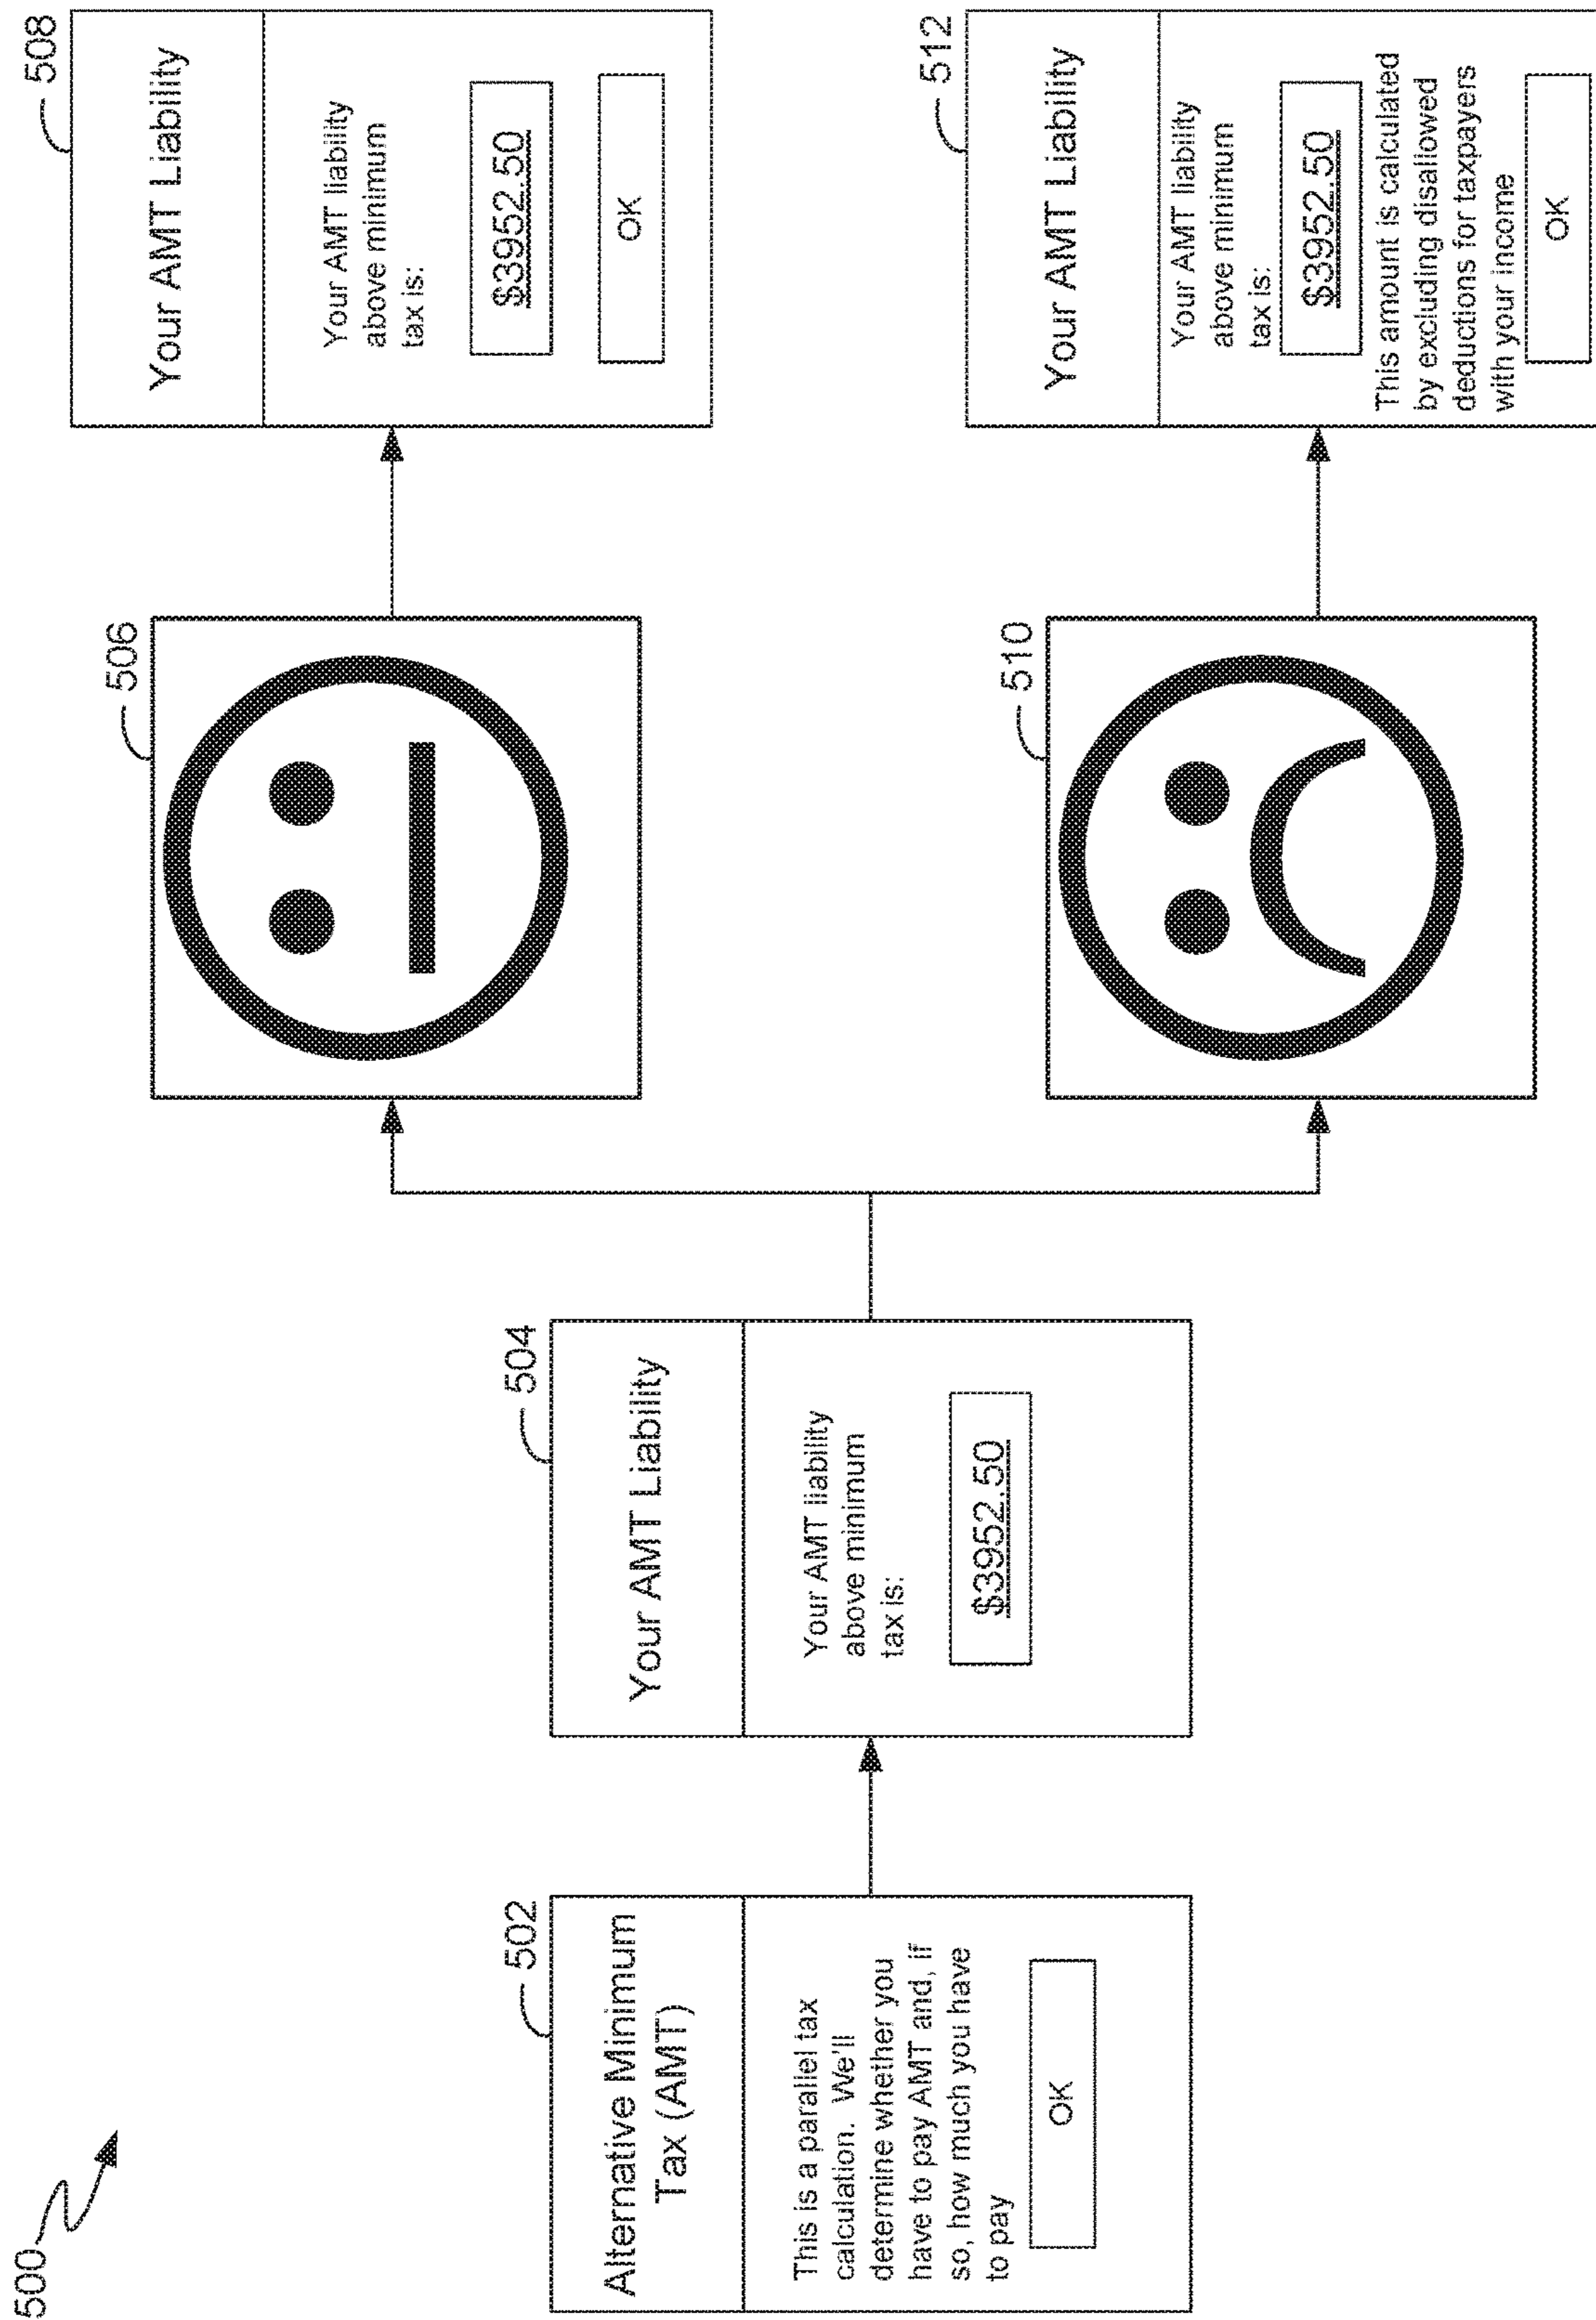 500
502
Alternative Minimum
Tax (AMT)
This is a parallel tax
calculation. We'll
determine whether you
have to pay AMT and, if
so, how much you have
to pay
OK
504
Your AMT Liability
Your AMT liability
above minimum
tax is:
$3952.50
506
508
Your AMT Liability
Your AMT liability
above minimum
tax is:
$3952.50
OK
510
512
Your AMT Liability
Your AMT liability
above minimum
tax is:
$3952.50
This amount is calculated
by excluding disallowed
deductions for taxpayers
with your income
OK